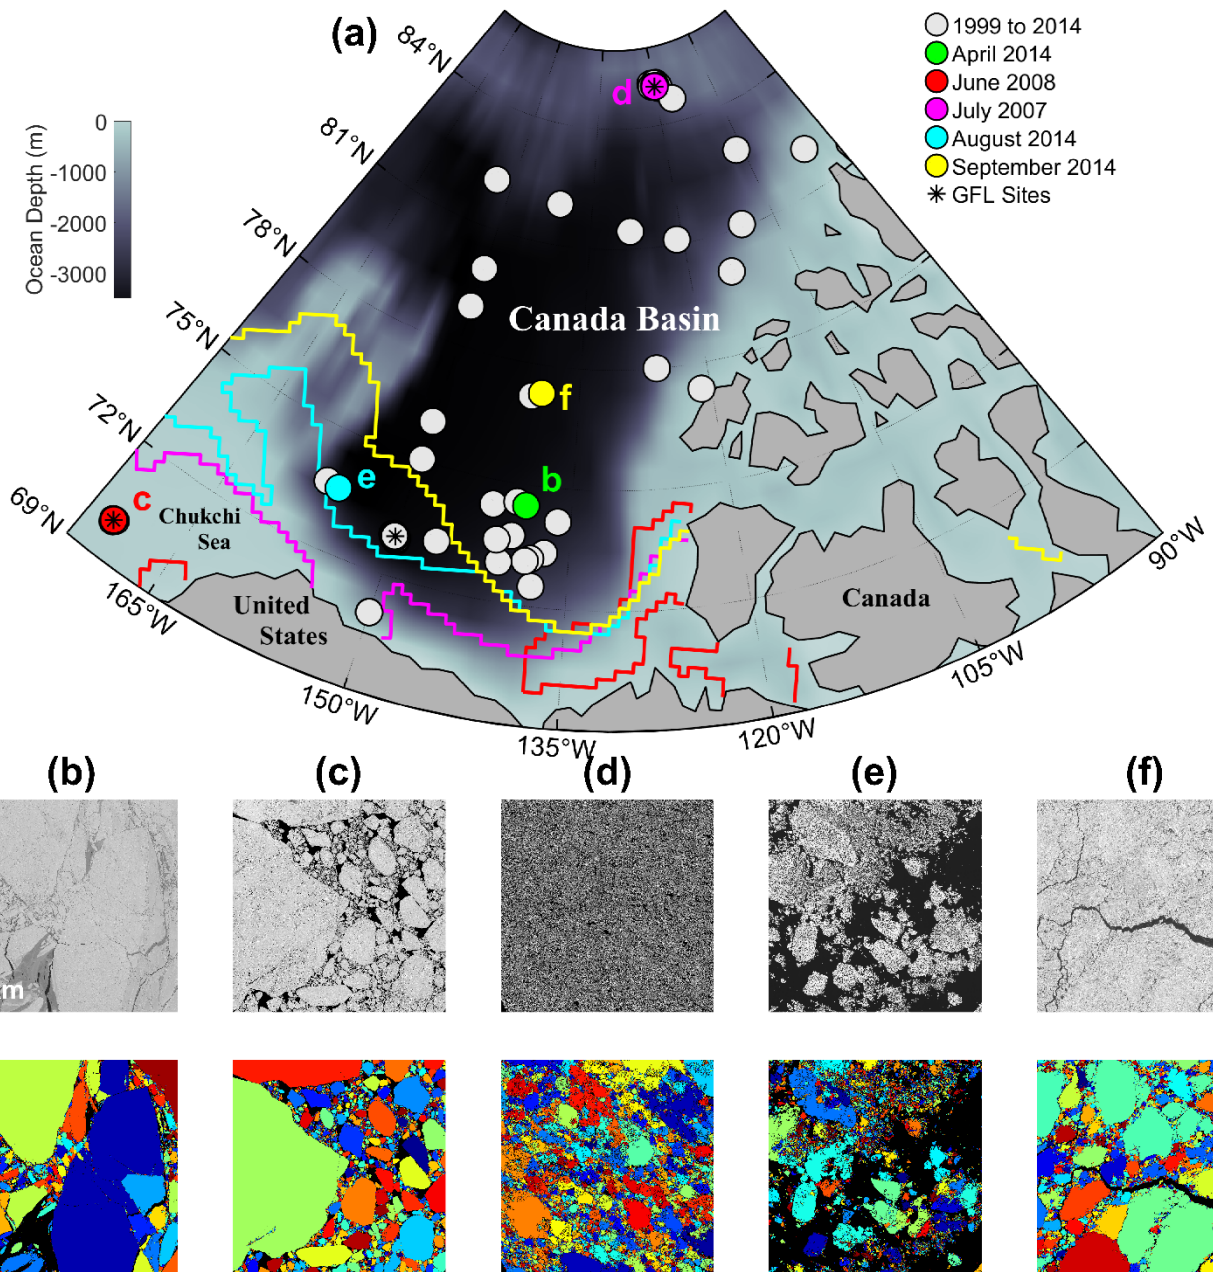 (a)
84°N
81°N
78°N
75°N
72°N
69°N
165°W
150°W
135°W
120°W
105°W
90°W
Ocean Depth (m)
0
-1000
-2000
-3000
1999 to 2014
April 2014
June 2008
July 2007
August 2014
September 2014
GFL Sites
d
Canada Basin
f
e
b
c
Chukchi
Sea
United
States
Canada
(b)
(c)
(d)
(e)
(f)
m